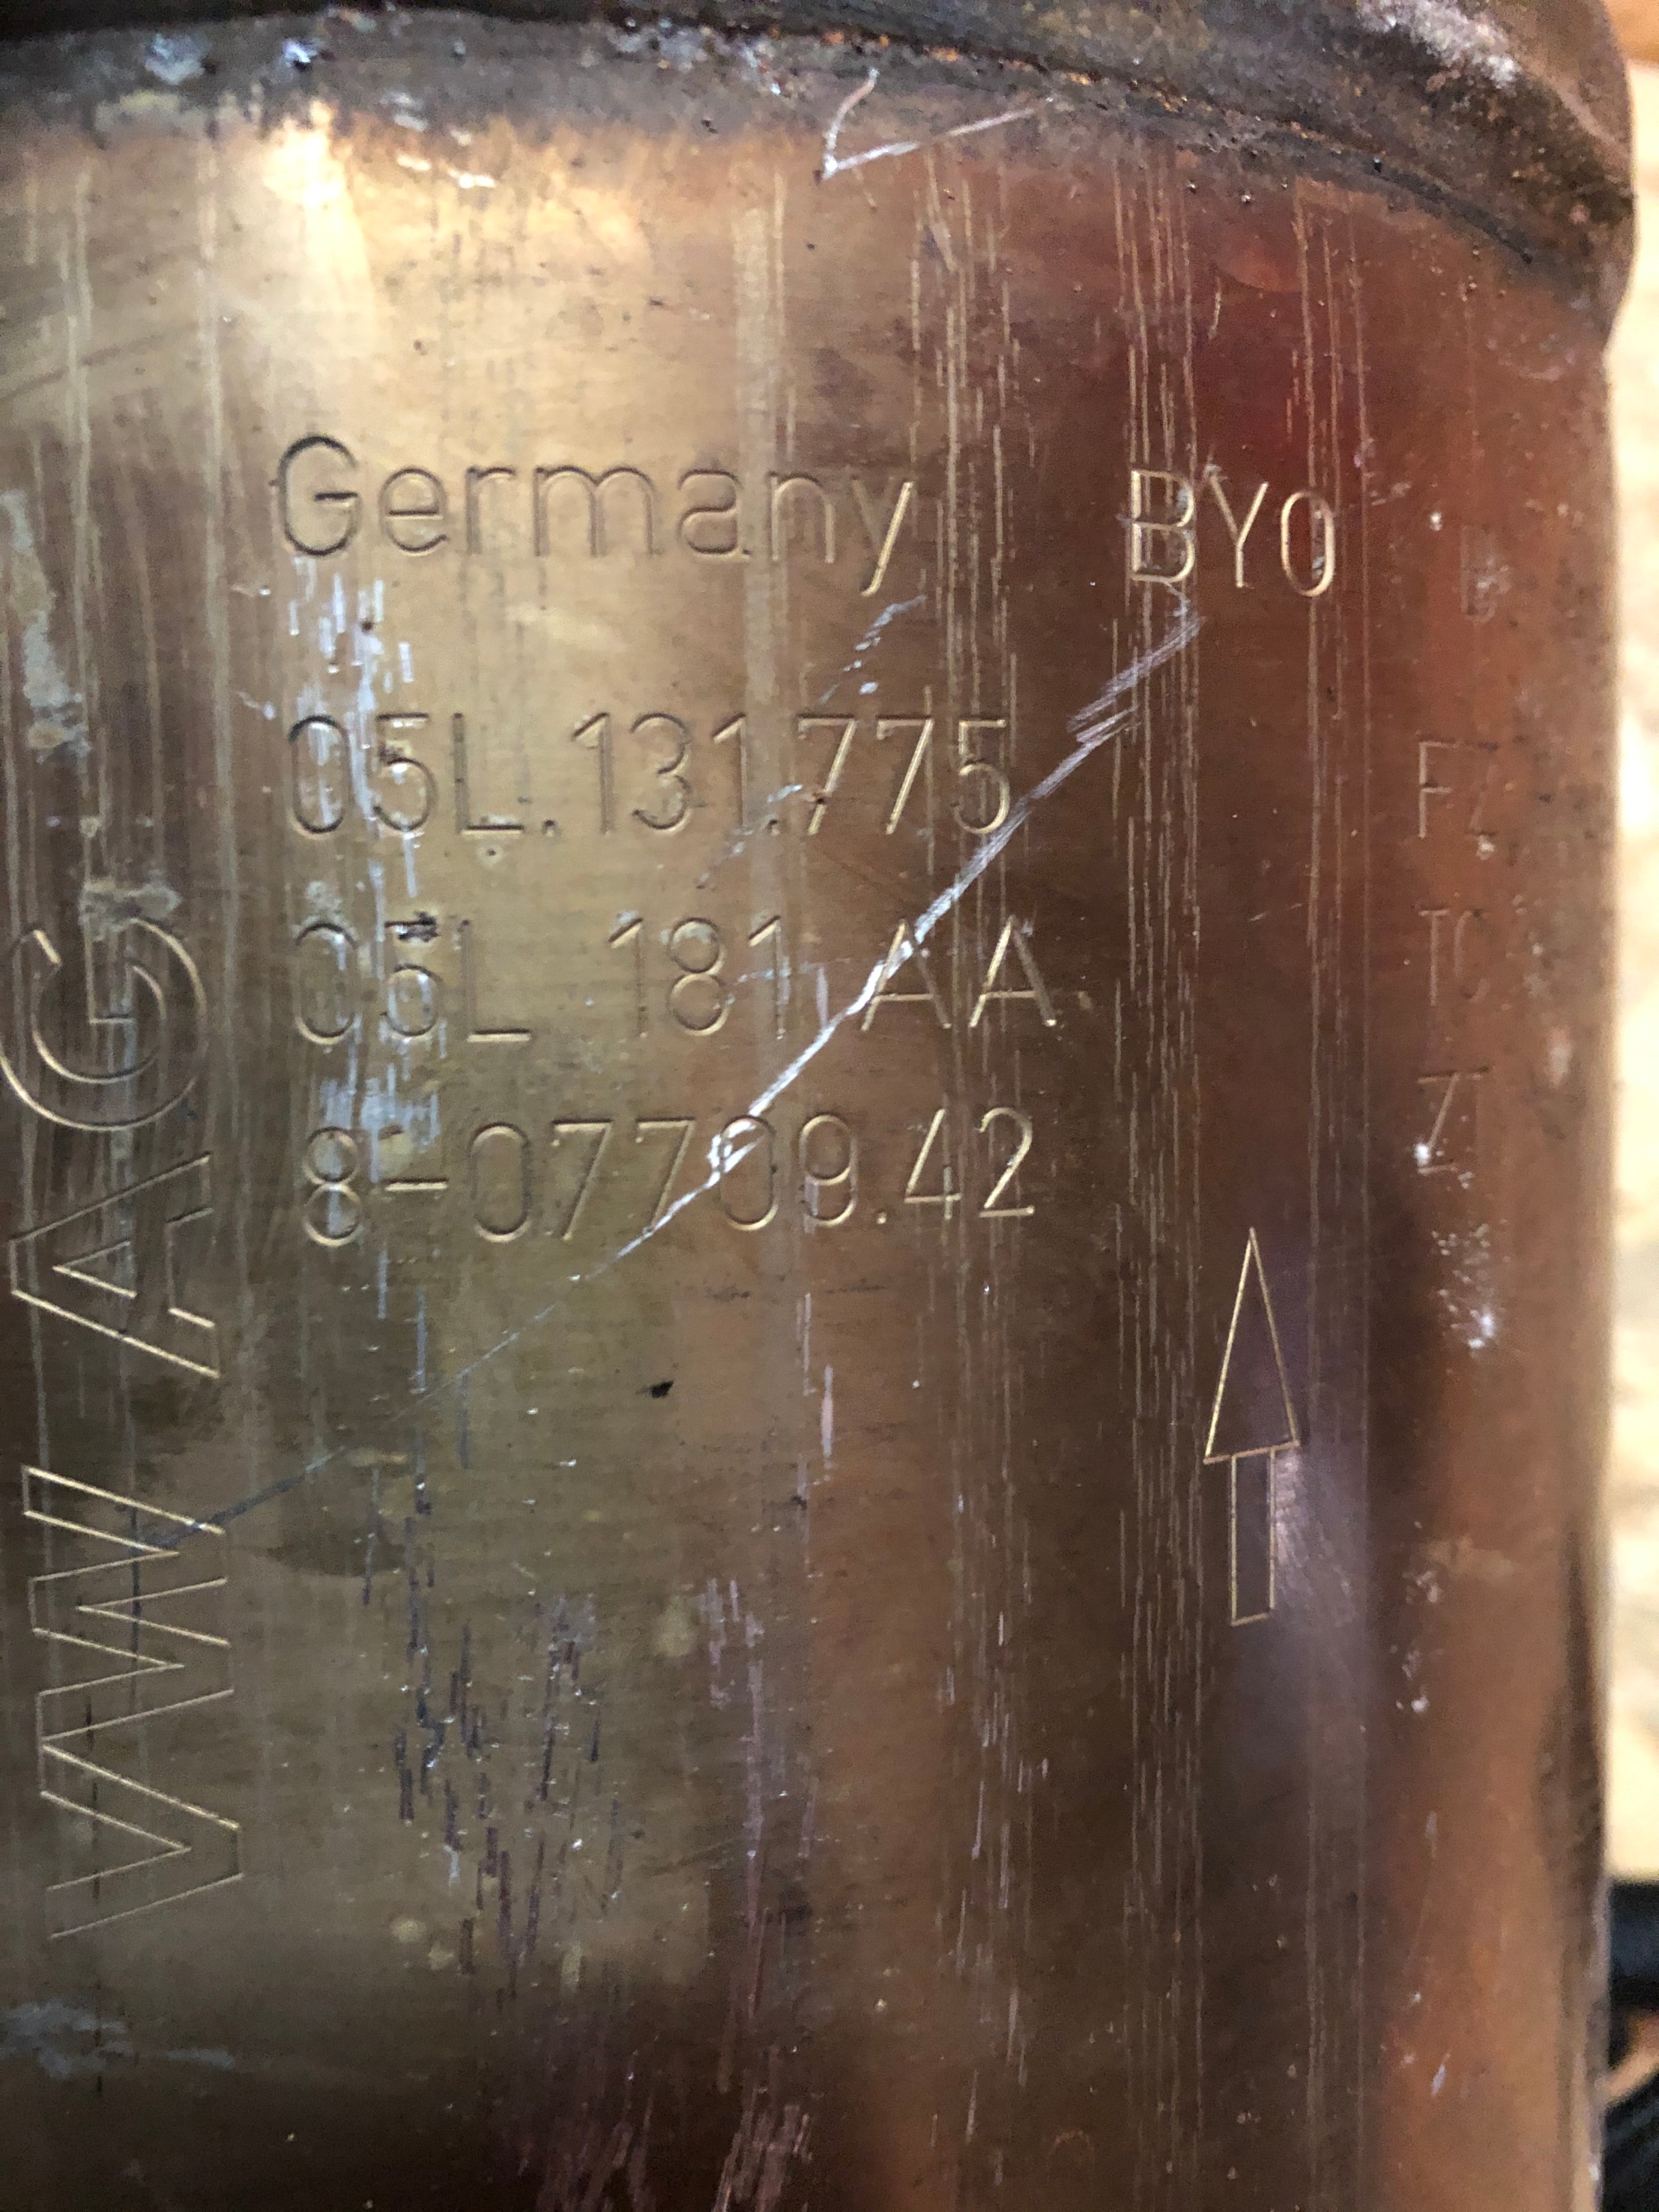 Germany BY0
05L.131.775
05L 181 AA.
8-07709.42
VW AG